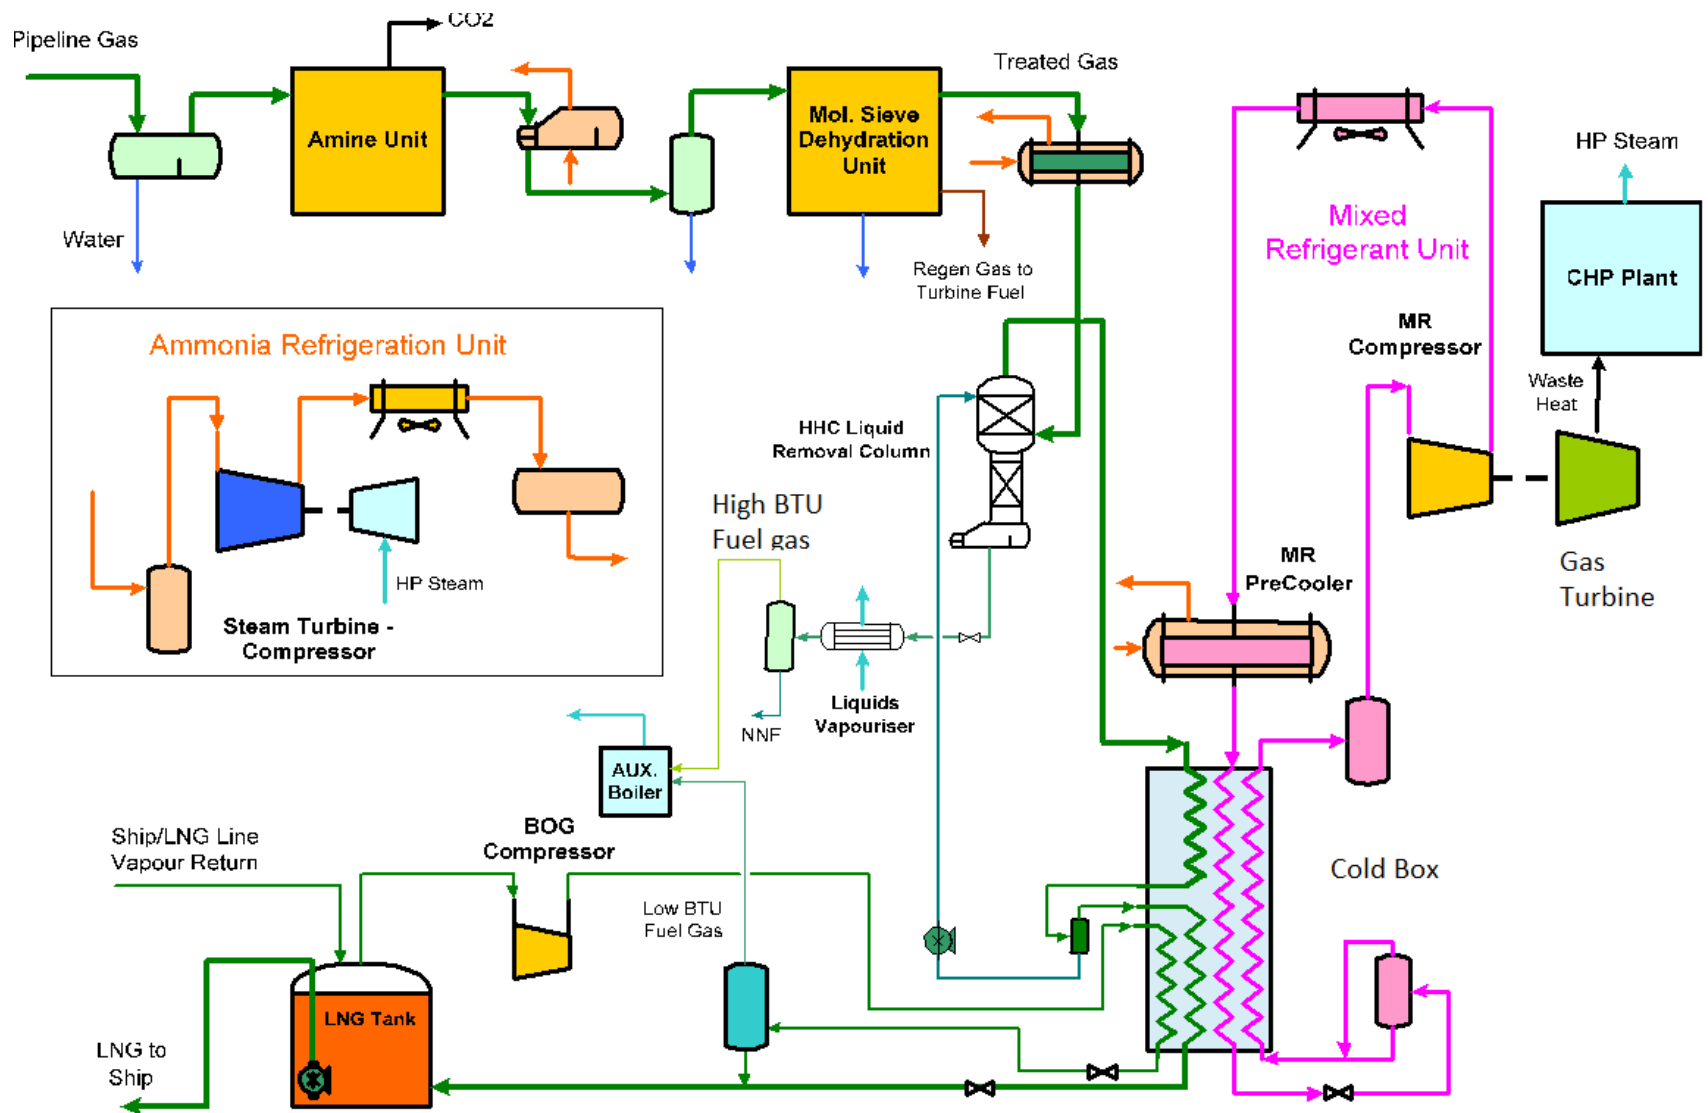 CO2
Pipeline Gas
Treated Gas
Amine Unit
Mol. Sieve
Dehydration
Unit
HP Steam
Water
Mixed
Refrigerant Unit
Regen Gas to
Turbine Fuel
CHP Plant
Ammonia Refrigeration Unit
MR
Compressor
Waste
Heat
HHC Liquid
Removal Column
High BTU
Fuel gas
HP Steam
MR
PreCooler
Gas
Turbine
Steam Turbine -
Compressor
Liquids
Vapouriser
NNF
AUX.
Boiler
Ship/LNG Line
Vapour Return
BOG
Compressor
Cold Box
Low BTU
Fuel Gas
LNG Tank
LNG to
Ship